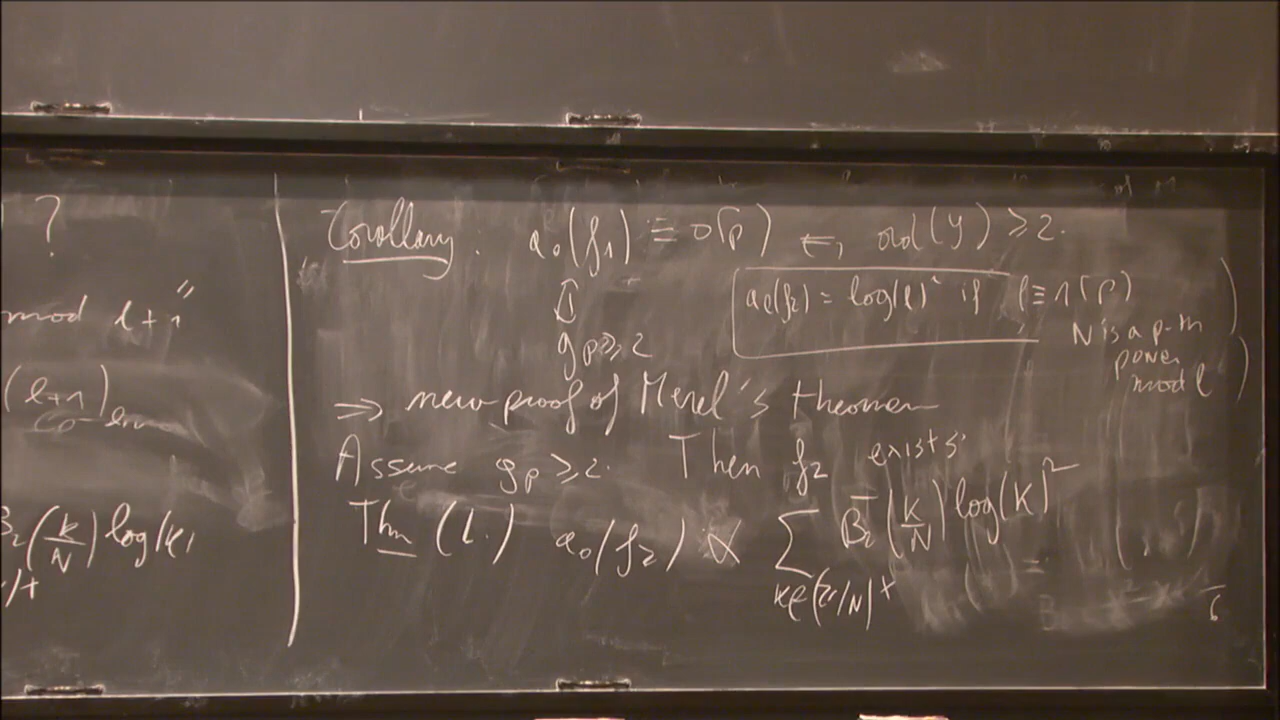 ?
mod ℓ+1"
(ℓ+1)
B₂(k/N) log(k)
Corollary: a₀(f₁) ≡ 0 [p) ⟺ ord(y) ≥ 2.
⇕
g_p ≥ 2
a_ℓ(f₂) = log(ℓ)² if ℓ ≡ 1 [p)
N is a p-th
power
mod ℓ
⇒ new proof of Merel's theorem
Assume g_p ≥ 2. Then f₂ exists.
Thm (L.) a₀(f₂) ∝ ∑_{k∈(ℤ/N)^×} B̄₂(k/N) log(k)²
6